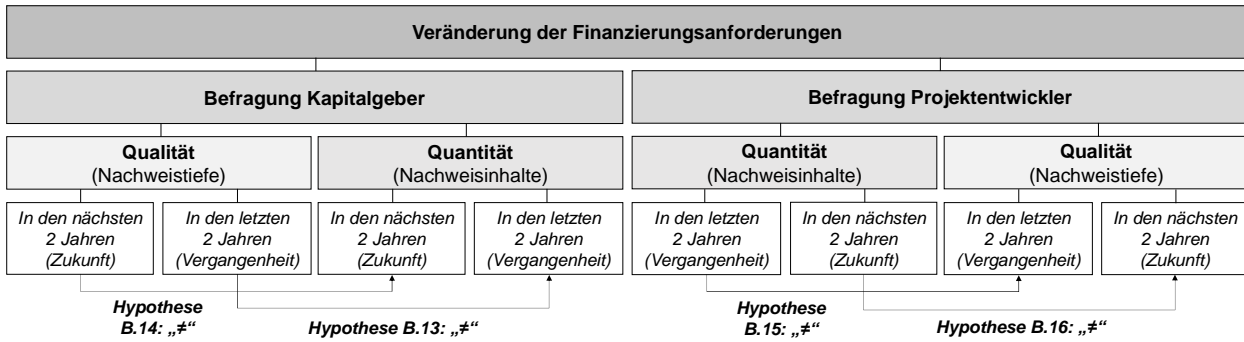 Veränderung der Finanzierungsanforderungen
Befragung Kapitalgeber
Befragung Projektentwickler
Qualität
(Nachweistiefe)
Quantität
(Nachweisinhalte)
Quantität
(Nachweisinhalte)
Qualität
(Nachweistiefe)
In den nächsten
2 Jahren
(Zukunft)
In den letzten
2 Jahren
(Vergangenheit)
In den nächsten
2 Jahren
(Zukunft)
In den letzten
2 Jahren
(Vergangenheit)
In den letzten
2 Jahren
(Vergangenheit)
In den nächsten
2 Jahren
(Zukunft)
In den letzten
2 Jahren
(Vergangenheit)
In den nächsten
2 Jahren
(Zukunft)
Hypothese
B.14: „≠“
Hypothese B.13: „≠“
Hypothese
B.15: „≠“
Hypothese B.16: „≠“